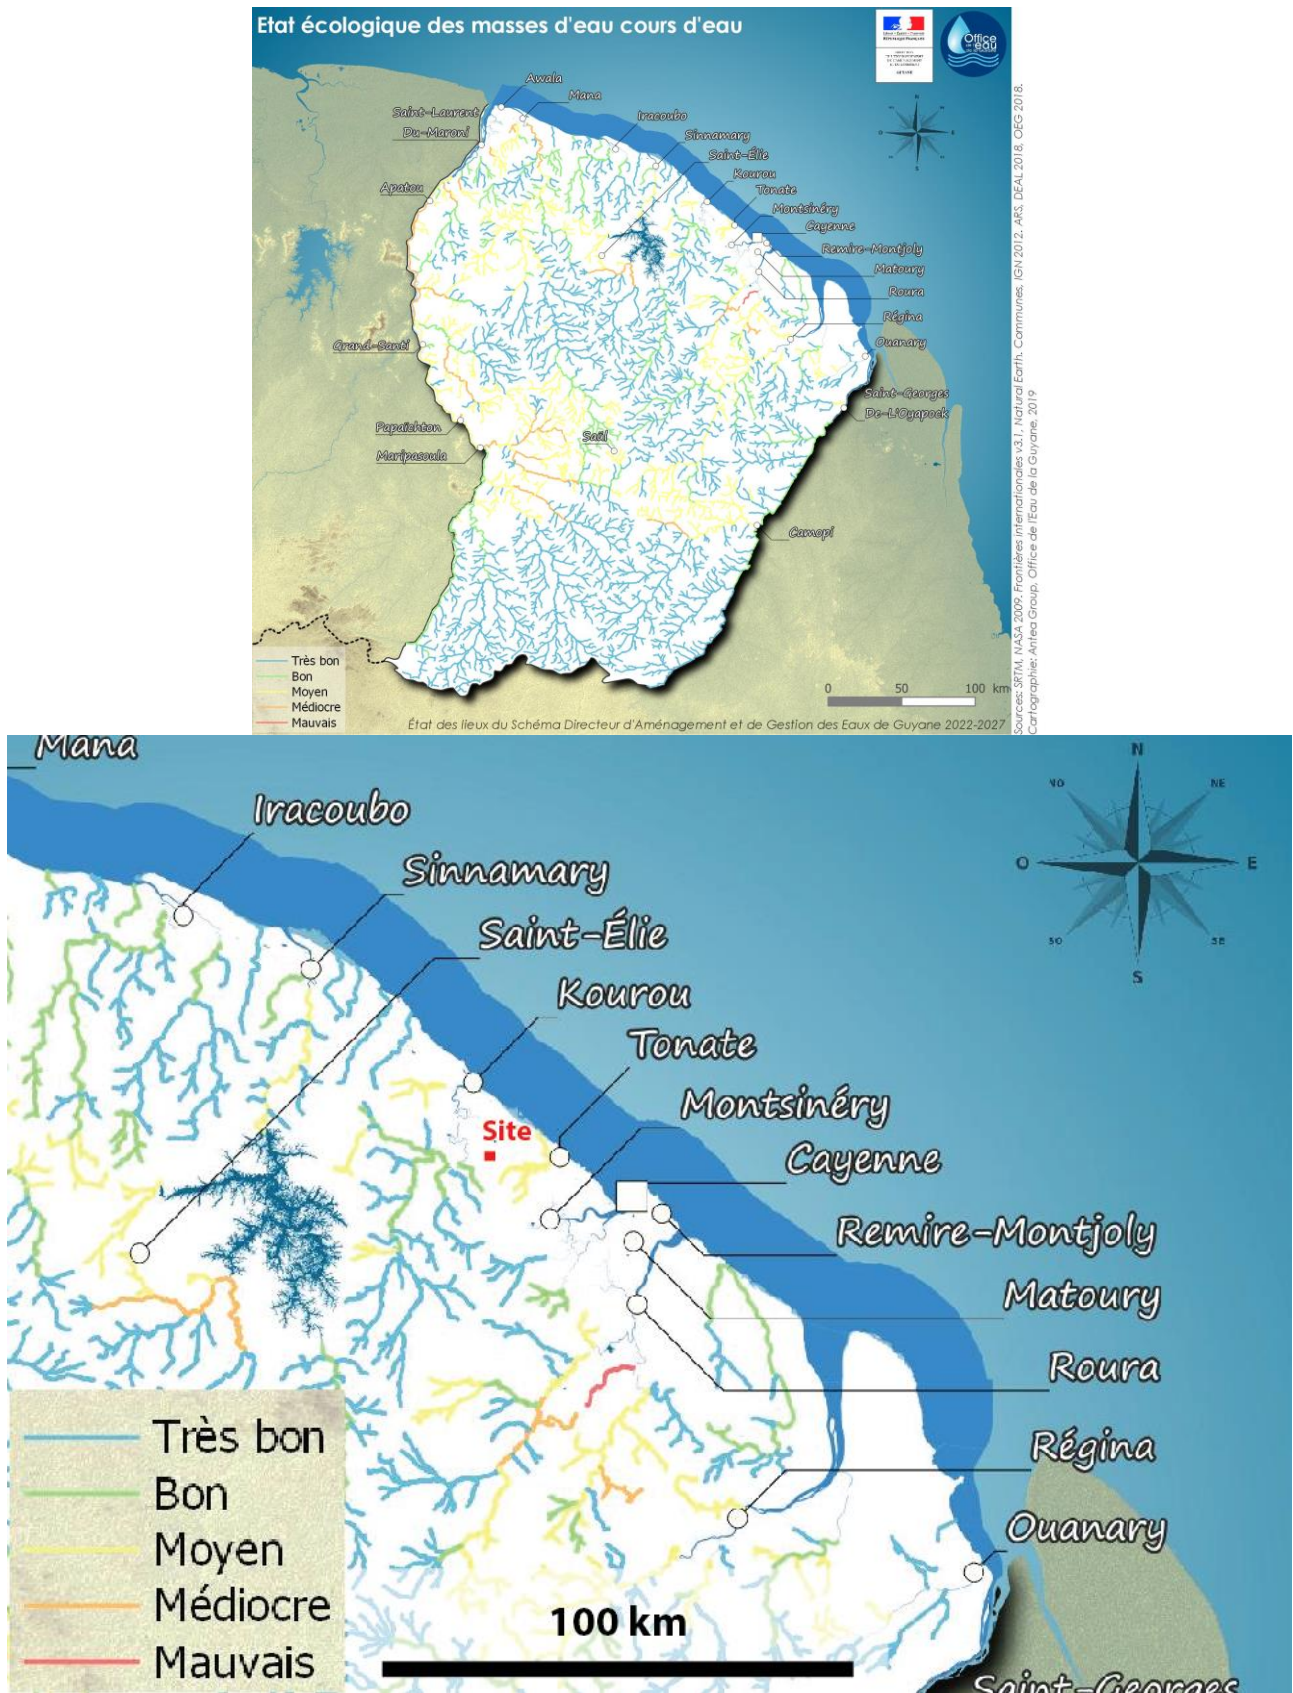 Etat écologique des masses d'eau cours d'eau
Office
de l'eau
Awala
Mana
Saint-Laurent
Du-Maroni
Iracoubo
Sinnamary
Saint-Élie
Apatou
Kourou
Tonate
Montsinéry
Cayenne
Remire-Montjoly
Matoury
Roura
Régina
Grand-Santi
Ouanary
Saint-Georges
De-L'Oyapock
Papaïchton
Saül
Maripasoula
Camopi
Très bon
Bon
Moyen
Médiocre
Mauvais
0 50 100 km
État des lieux du Schéma Directeur d'Aménagement et de Gestion des Eaux de Guyane 2022-2027
Sources: SRTM, NASA 2009. Frontières internationales v3.1, Natural Earth. Communes, IGN 2012. ARS, DEAL 2018, OEG 2018.
Cartographie: Antea Group, Office de l'Eau de la Guyane, 2019
Mana
Iracoubo
Sinnamary
Saint-Élie
Kourou
Tonate
Montsinéry
Cayenne
Remire-Montjoly
Matoury
Roura
Régina
Ouanary
Saint-Georges
Site
N
NO
NE
O
E
SO
SE
S
Très bon
Bon
Moyen
Médiocre
Mauvais
100 km